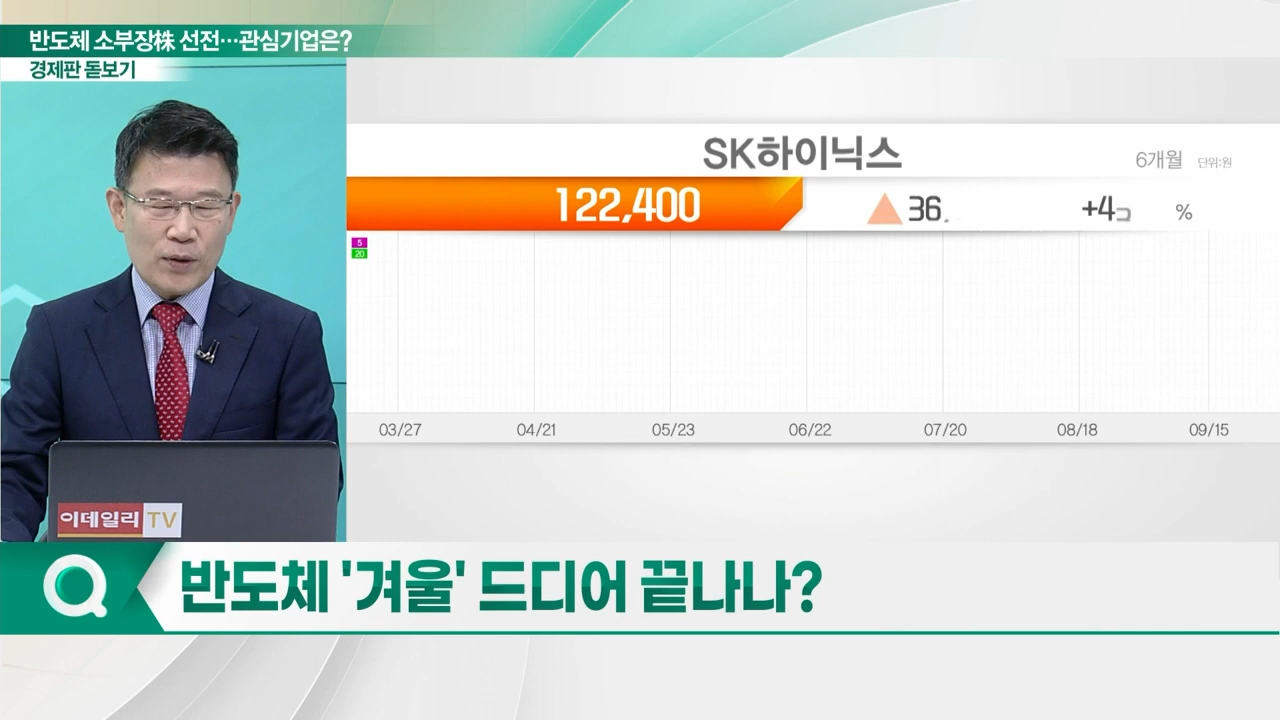 반도체 소부장株 선전…관심기업은?
경제판 돋보기
SK하이닉스
6개월 단위:원
122,400 ▲ 36 +4 %
5
20
03/27 04/21 05/23 06/22 07/20 08/18 09/15
이데일리 TV
반도체 '겨울' 드디어 끝나나?